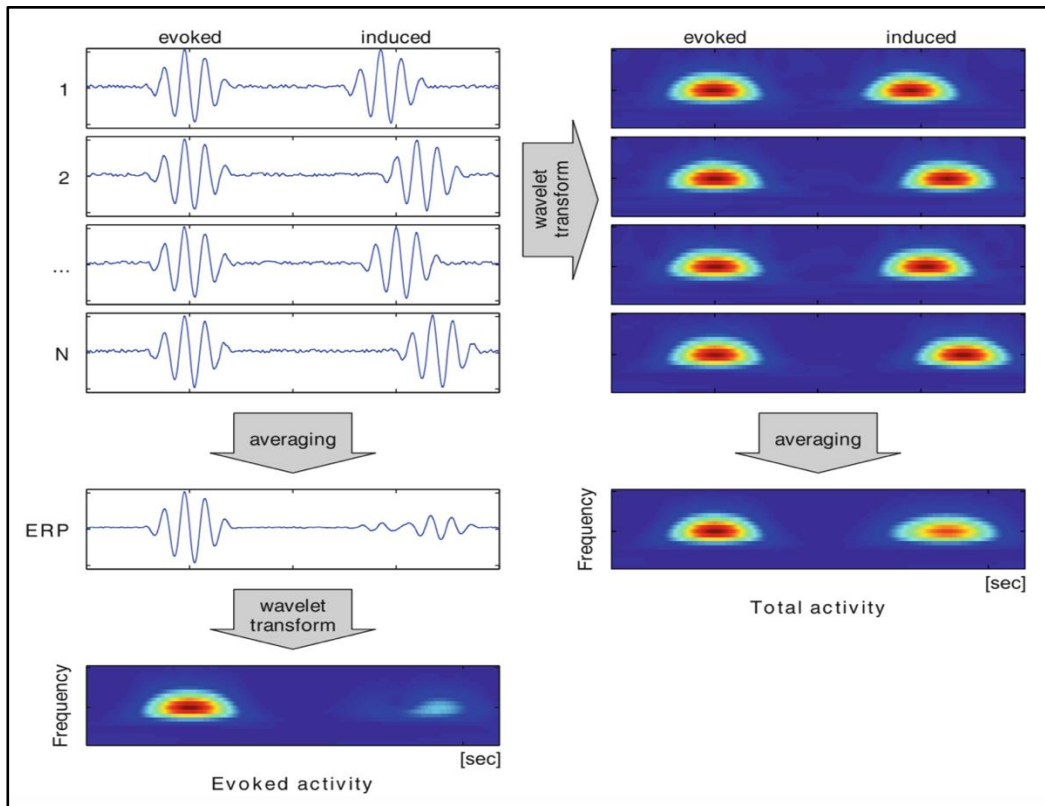 evoked induced
1
2
...
N
averaging
ERP
wavelet
transform
Frequency
[sec]
Evoked activity
wavelet
transform
evoked induced
averaging
Frequency
[sec]
Total activity